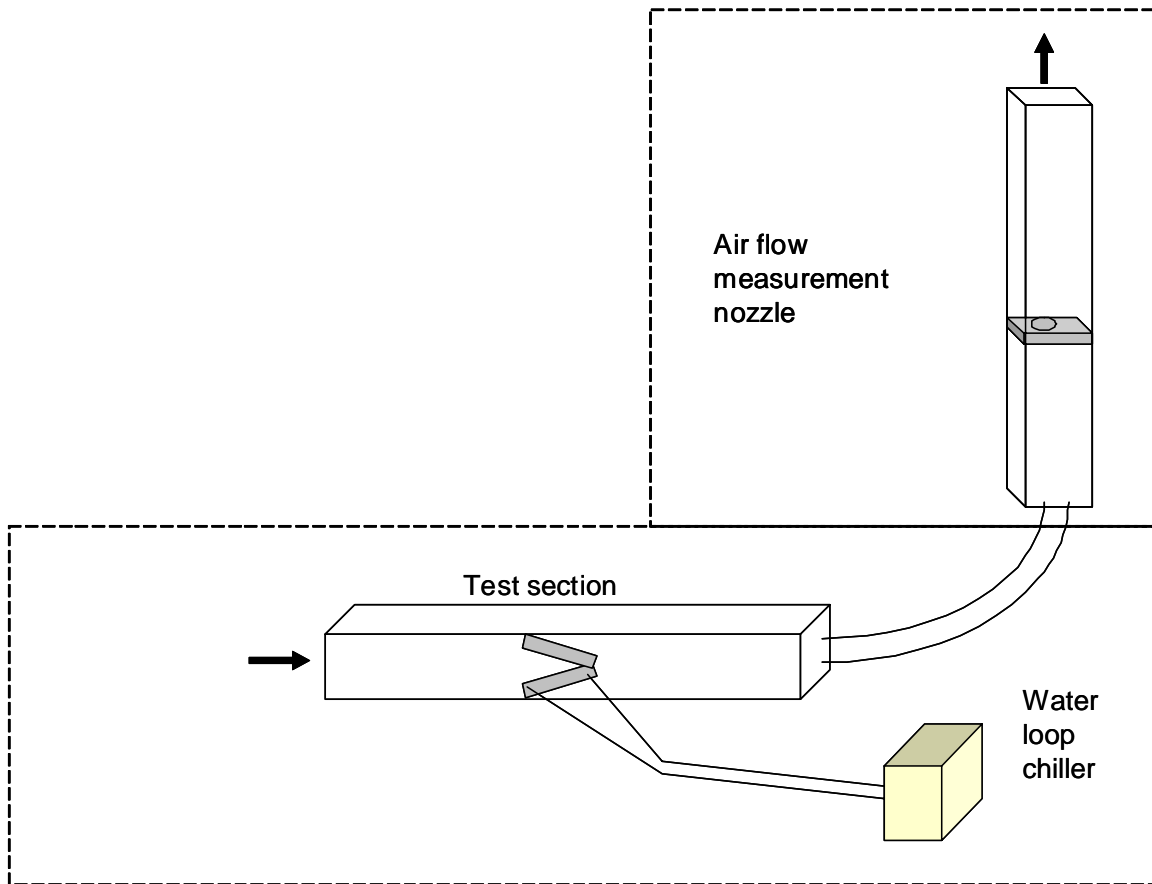 Air flow
measurement
nozzle
Test section
Water
loop
chiller